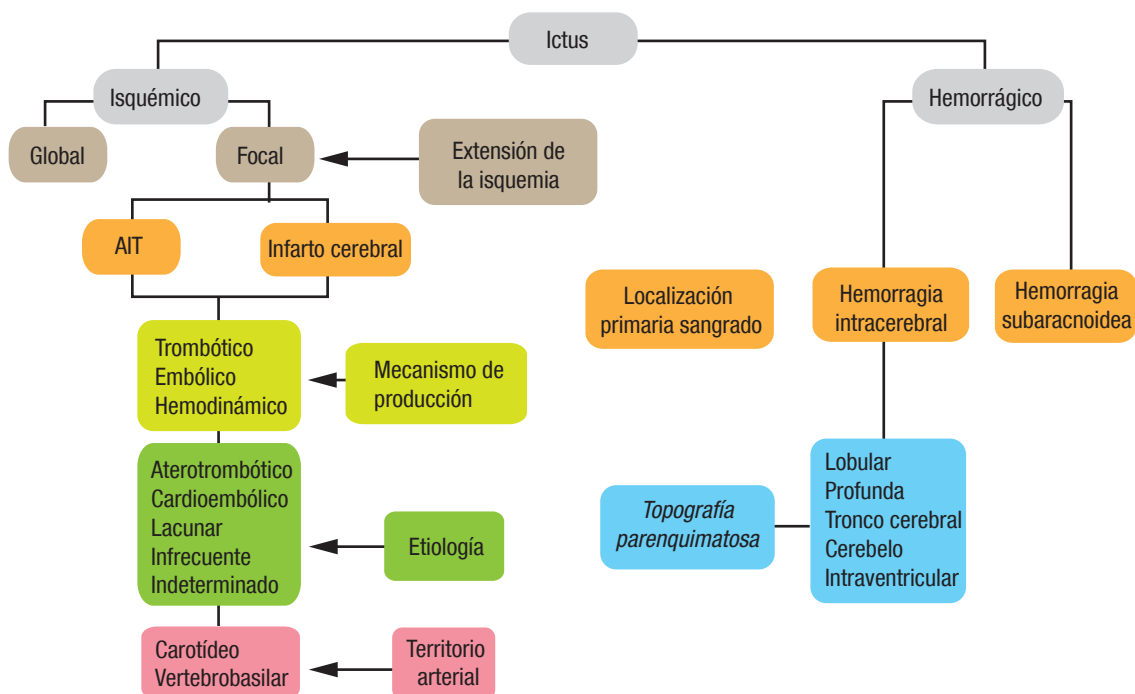 Ictus
Isquémico
Hemorrágico
Global
Focal
Extensión de
la isquemia
AIT
Infarto cerebral
Localización
primaria sangrado
Hemorragia
intracerebral
Hemorragia
subaracnoidea
Trombótico
Embólico
Hemodinámico
Mecanismo de
producción
Aterotrombótico
Cardioembólico
Lacunar
Infrecuente
Indeterminado
Etiología
Topografía
parenquimatosa
Lobular
Profunda
Tronco cerebral
Cerebelo
Intraventricular
Carotídeo
Vertebrobasilar
Territorio
arterial